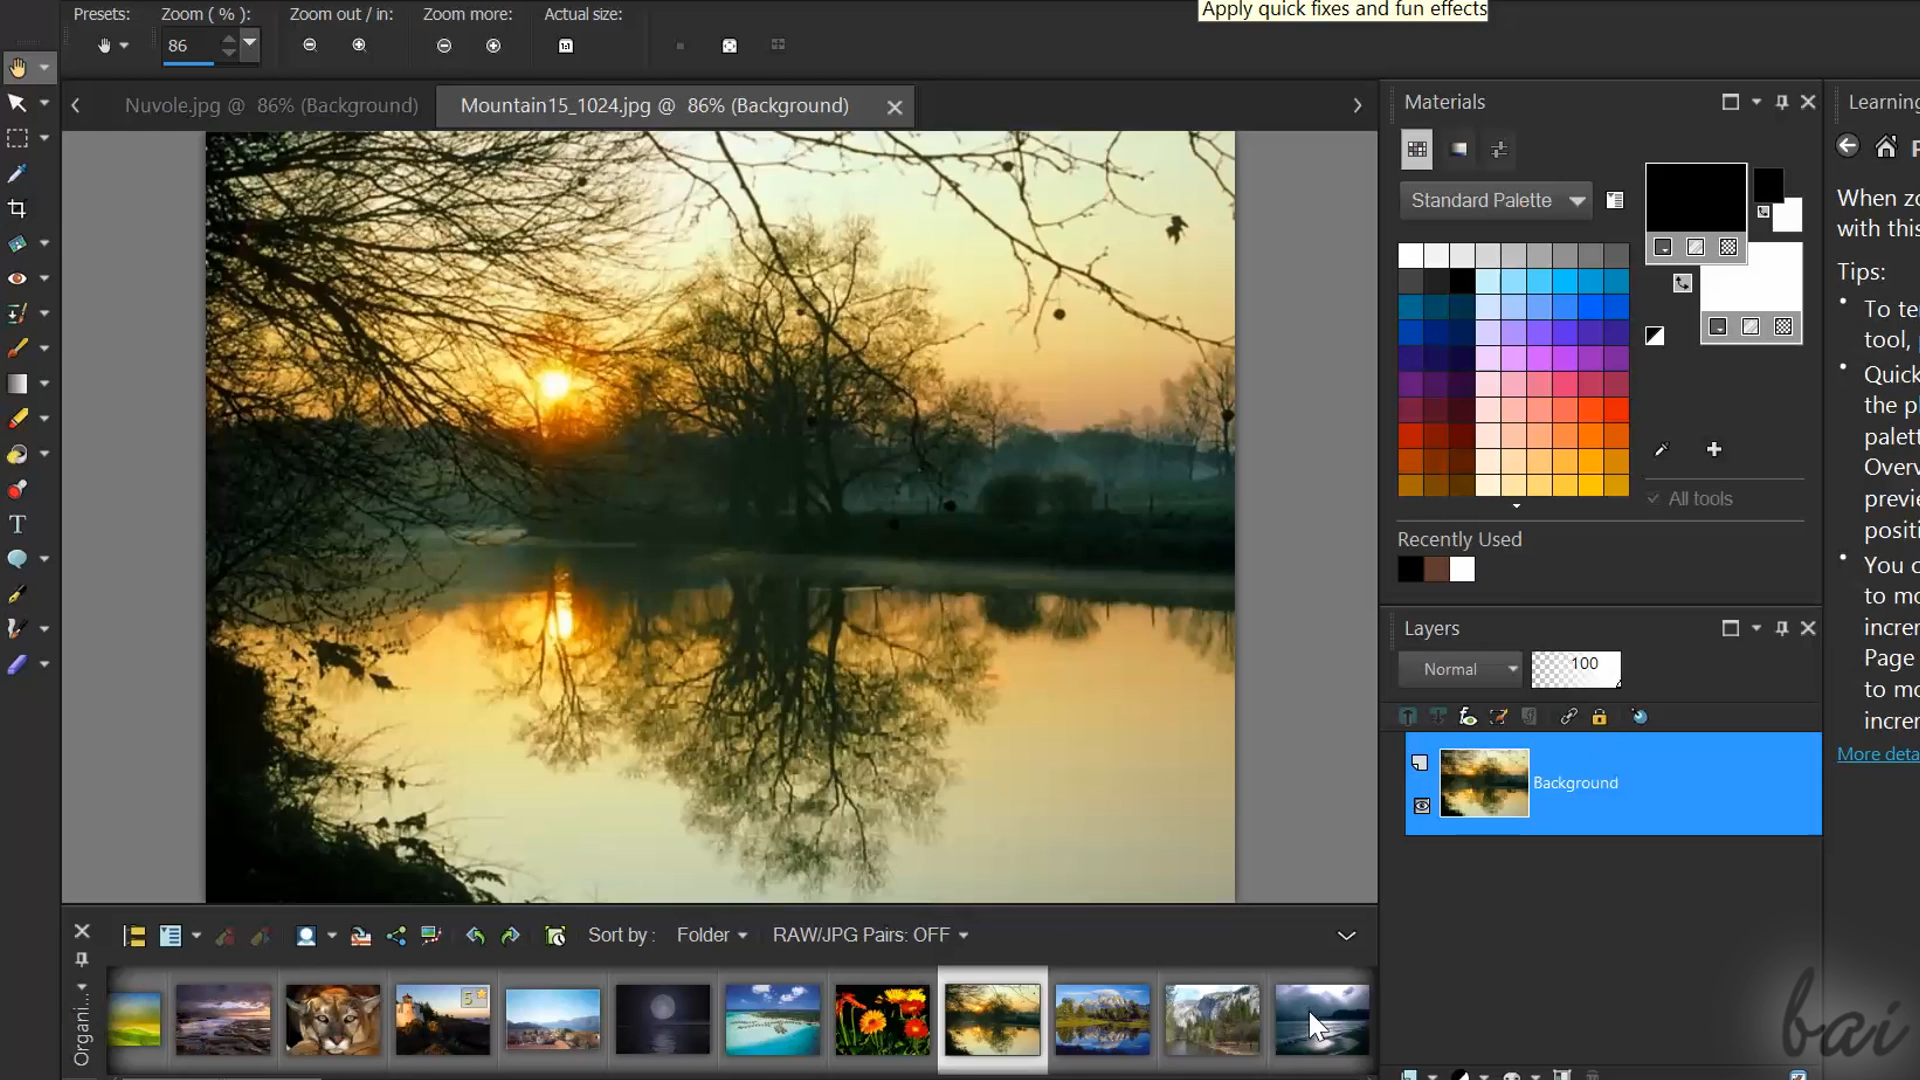 Presets:
Zoom ( % ):
Zoom out / in:
Zoom more:
Actual size:
Apply quick fixes and fun effects
86
Nuvole.jpg @ 86% (Background)
Mountain15_1024.jpg @ 86% (Background)
Materials
Standard Palette
All tools
Recently Used
Layers
Normal
100
Background
Learning
When zo
with this
Tips:
To te
tool,
Quick
the p
palett
Overv
previe
positi
You c
to mo
increr
Page
to mo
increr
More deta
Sort by :
Folder
RAW/JPG Pairs: OFF
5
Organi...
bai